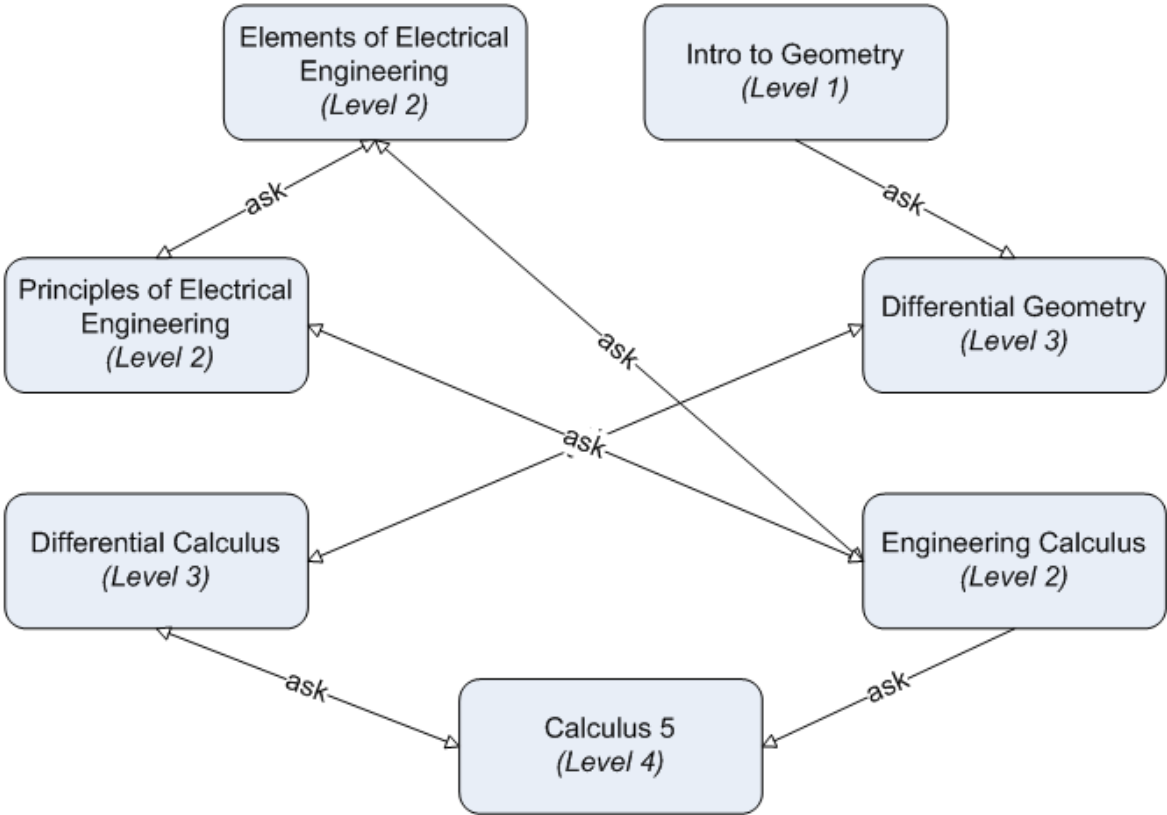 Elements of Electrical
Engineering
(Level 2)
Intro to Geometry
(Level 1)
ask
ask
Principles of Electrical
Engineering
(Level 2)
Differential Geometry
(Level 3)
ask
ask
Differential Calculus
(Level 3)
Engineering Calculus
(Level 2)
ask
ask
Calculus 5
(Level 4)